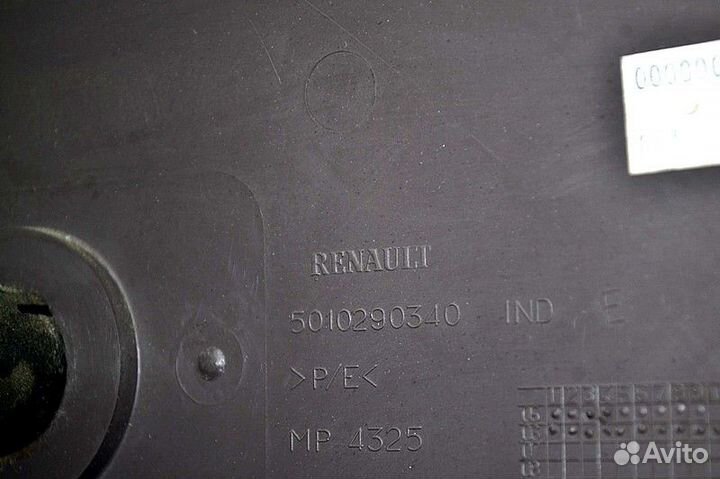 RENAULT
5010290340 IND E
>P/E<
MP 4325
Avito